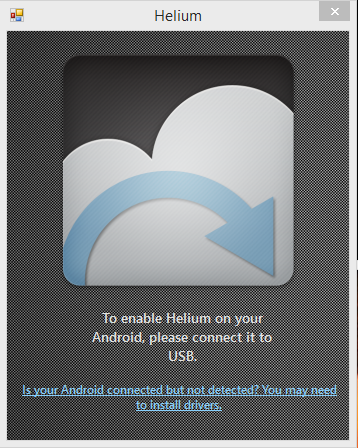 Helium
To enable Helium on your
Android, please connect it to
USB.
Is your Android connected but not detected? You may need
to install drivers.